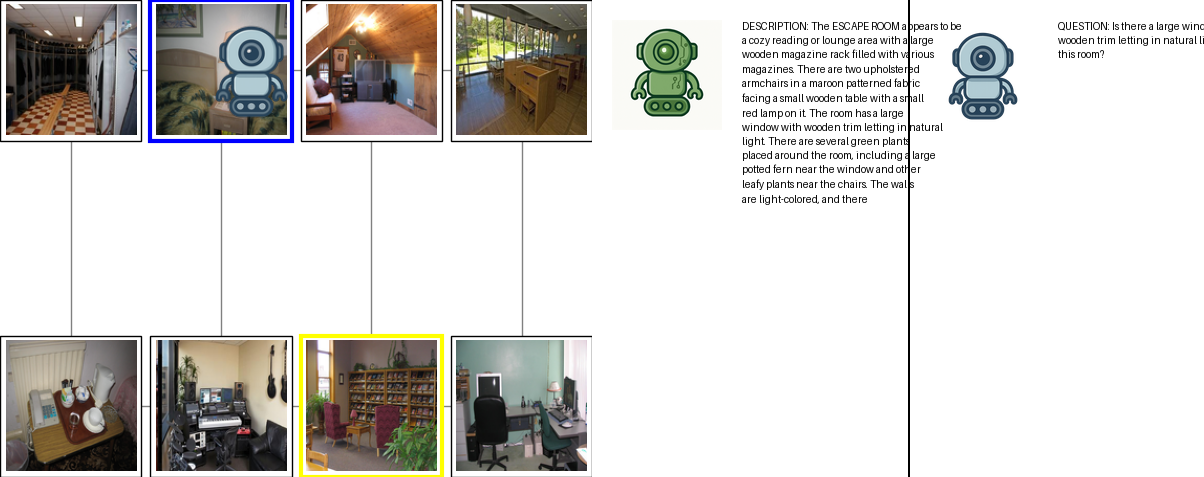 DESCRIPTION: The ESCAPE ROOM appears to be
a cozy reading or lounge area with a large
wooden magazine rack filled with various
magazines. There are two upholstered
armchairs in a maroon patterned fabric
facing a small wooden table with a small
red lamp on it. The room has a large
window with wooden trim letting in natural
light. There are several green plants
placed around the room, including a large
potted fern near the window and other
leafy plants near the chairs. The walls
are light-colored, and there
QUESTION: Is there a large
wooden trim letting in natural
this room?